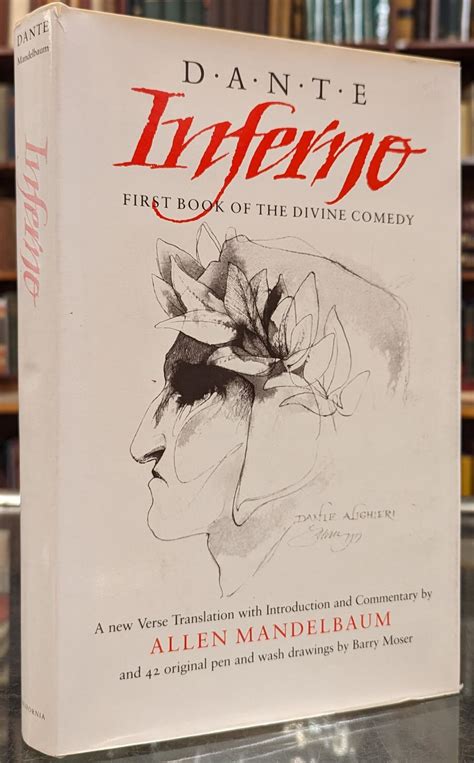 DANTE
Mandelbaum
Inferno
D·A·N·T·E
Inferno
FIRST BOOK OF THE DIVINE COMEDY
DANTE ALIGHIERI
A new Verse Translation with Introduction and Commentary by
ALLEN MANDELBAUM
and 42 original pen and wash drawings by Barry Moser